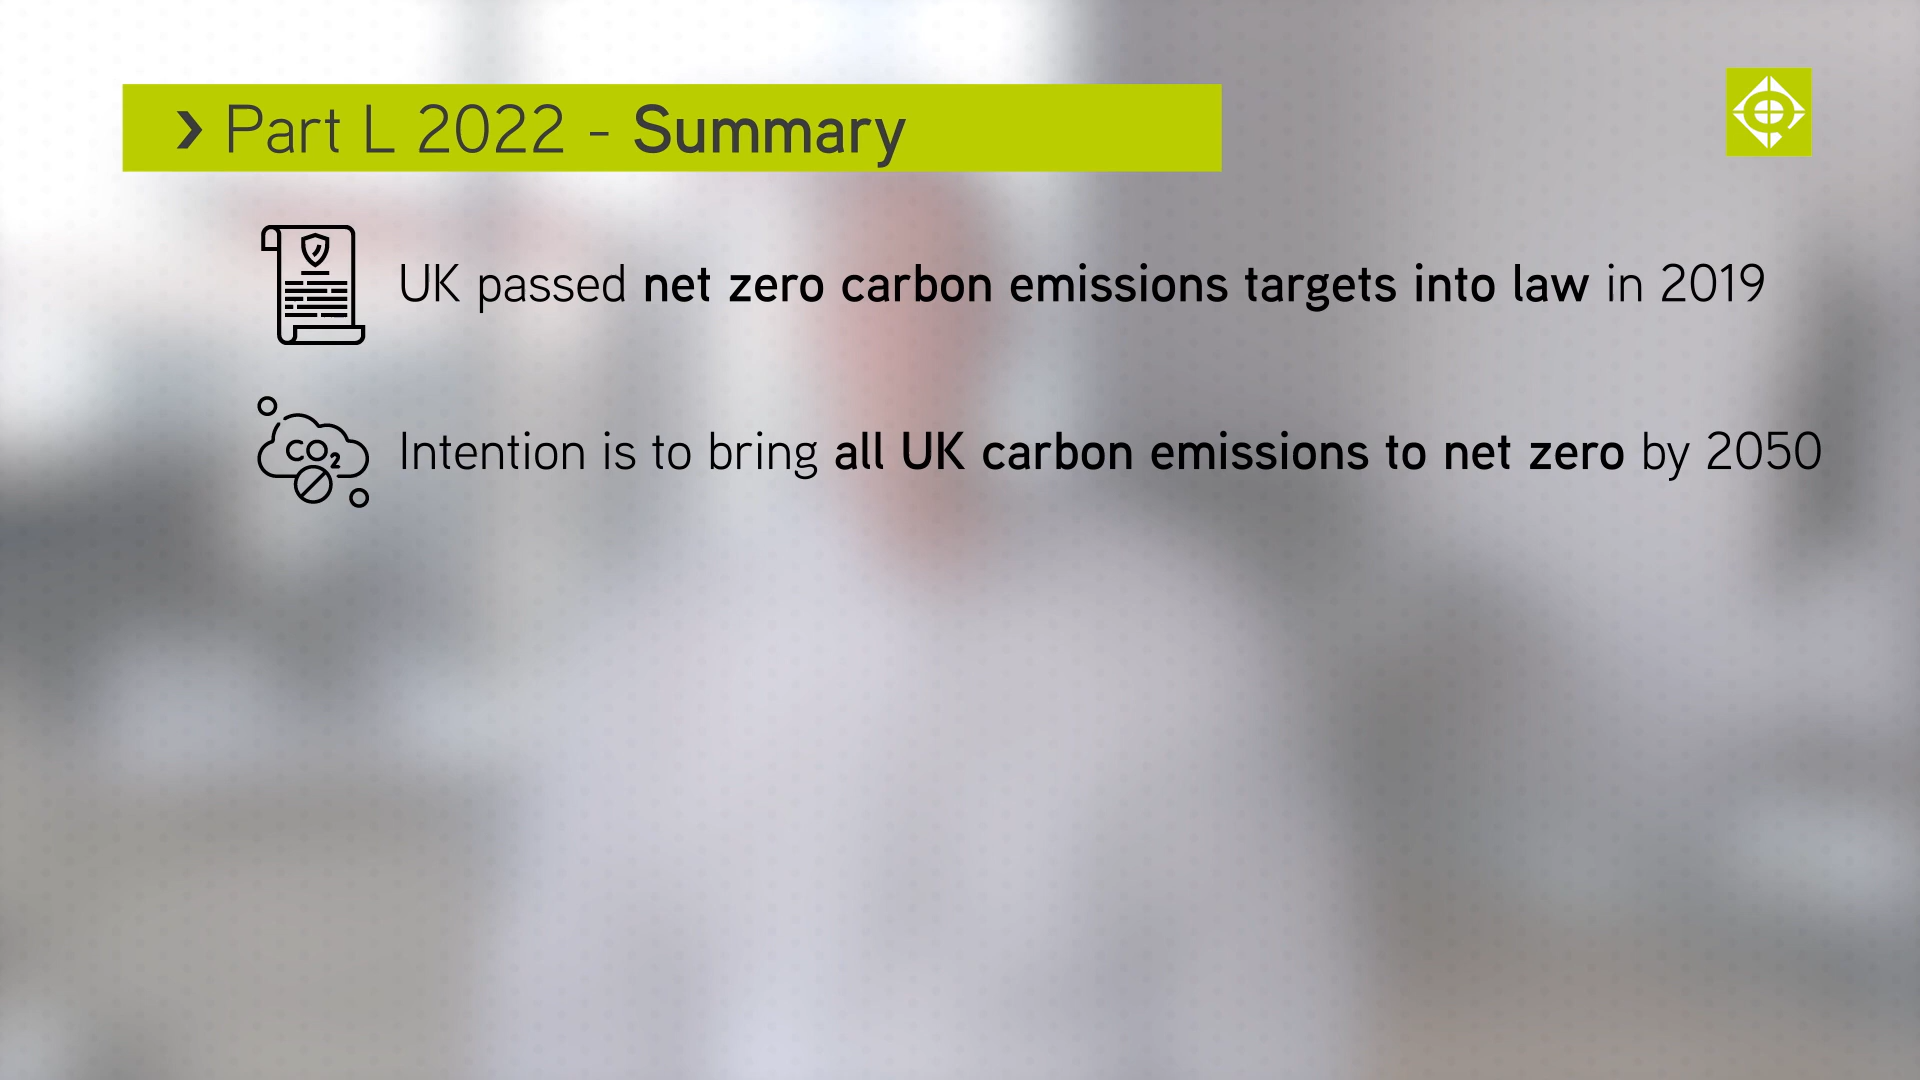 Part L 2022 - Summary
UK passed net zero carbon emissions targets into law in 2019
CO₂
Intention is to bring all UK carbon emissions to net zero by 2050